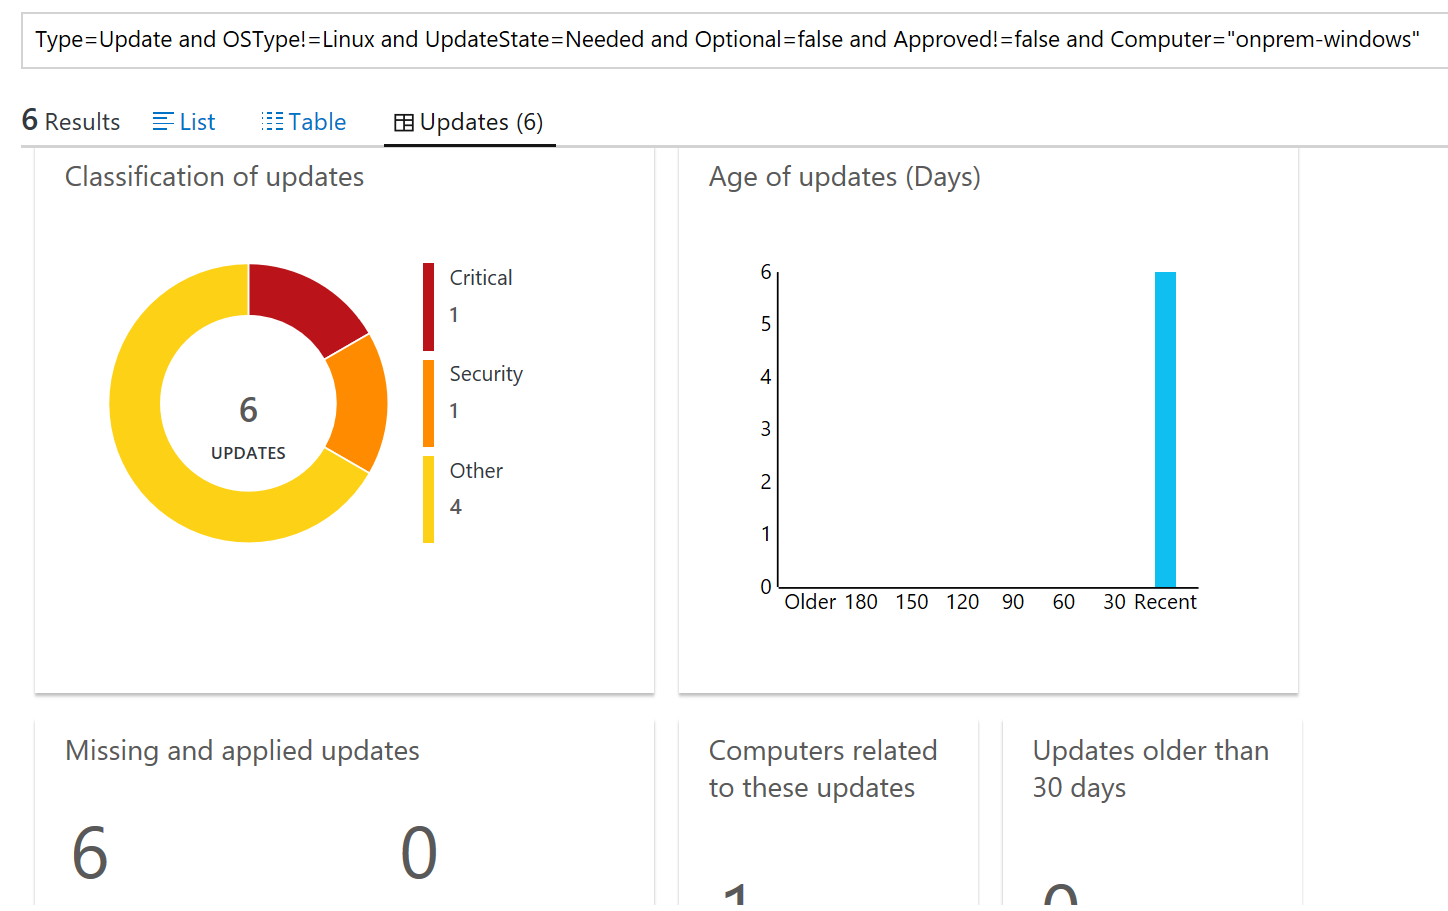 Type=Update and OSType!=Linux and UpdateState=Needed and Optional=false and Approved!=false and Computer="onprem-windows"
6 Results List Table Updates (6)
Classification of updates
Critical
1
Security
1
Other
4
6
UPDATES
Age of updates (Days)
6
5
4
3
2
1
0
Older 180 150 120 90 60 30 Recent
Missing and applied updates
6 0
Computers related
to these updates
1
Updates older than
30 days
0